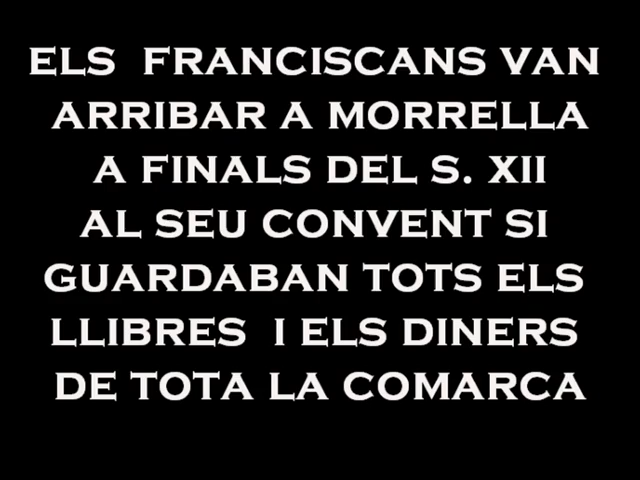 ELS FRANCISCANS VAN
ARRIBAR A MORRELLA
A FINALS DEL S. XII
AL SEU CONVENT SI
GUARDABAN TOTS ELS
LLIBRES I ELS DINERS
DE TOTA LA COMARCA